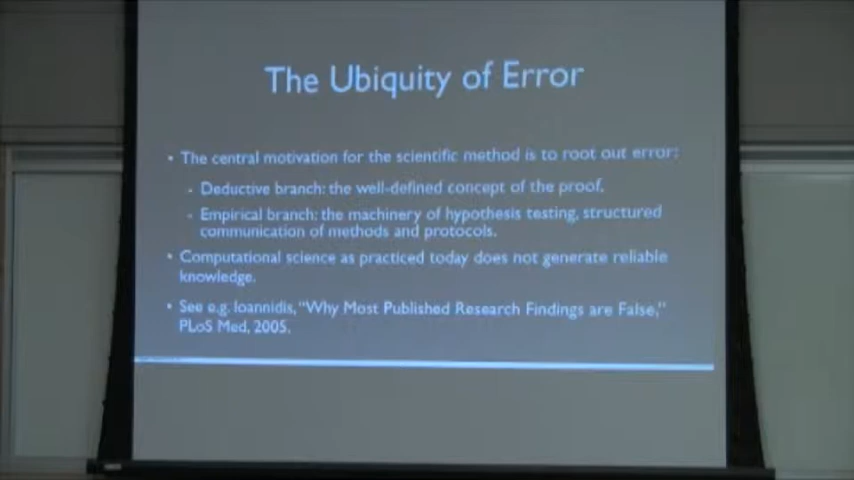 The Ubiquity of Error
• The central motivation for the scientific method is to root out error:
• Deductive branch: the well-defined concept of the proof,
• Empirical branch: the machinery of hypothesis testing, structured
communication of methods and protocols.
• Computational science as practiced today does not generate reliable
knowledge.
• See e.g. Ioannidis, “Why Most Published Research Findings are False,”
PLoS Med, 2005.